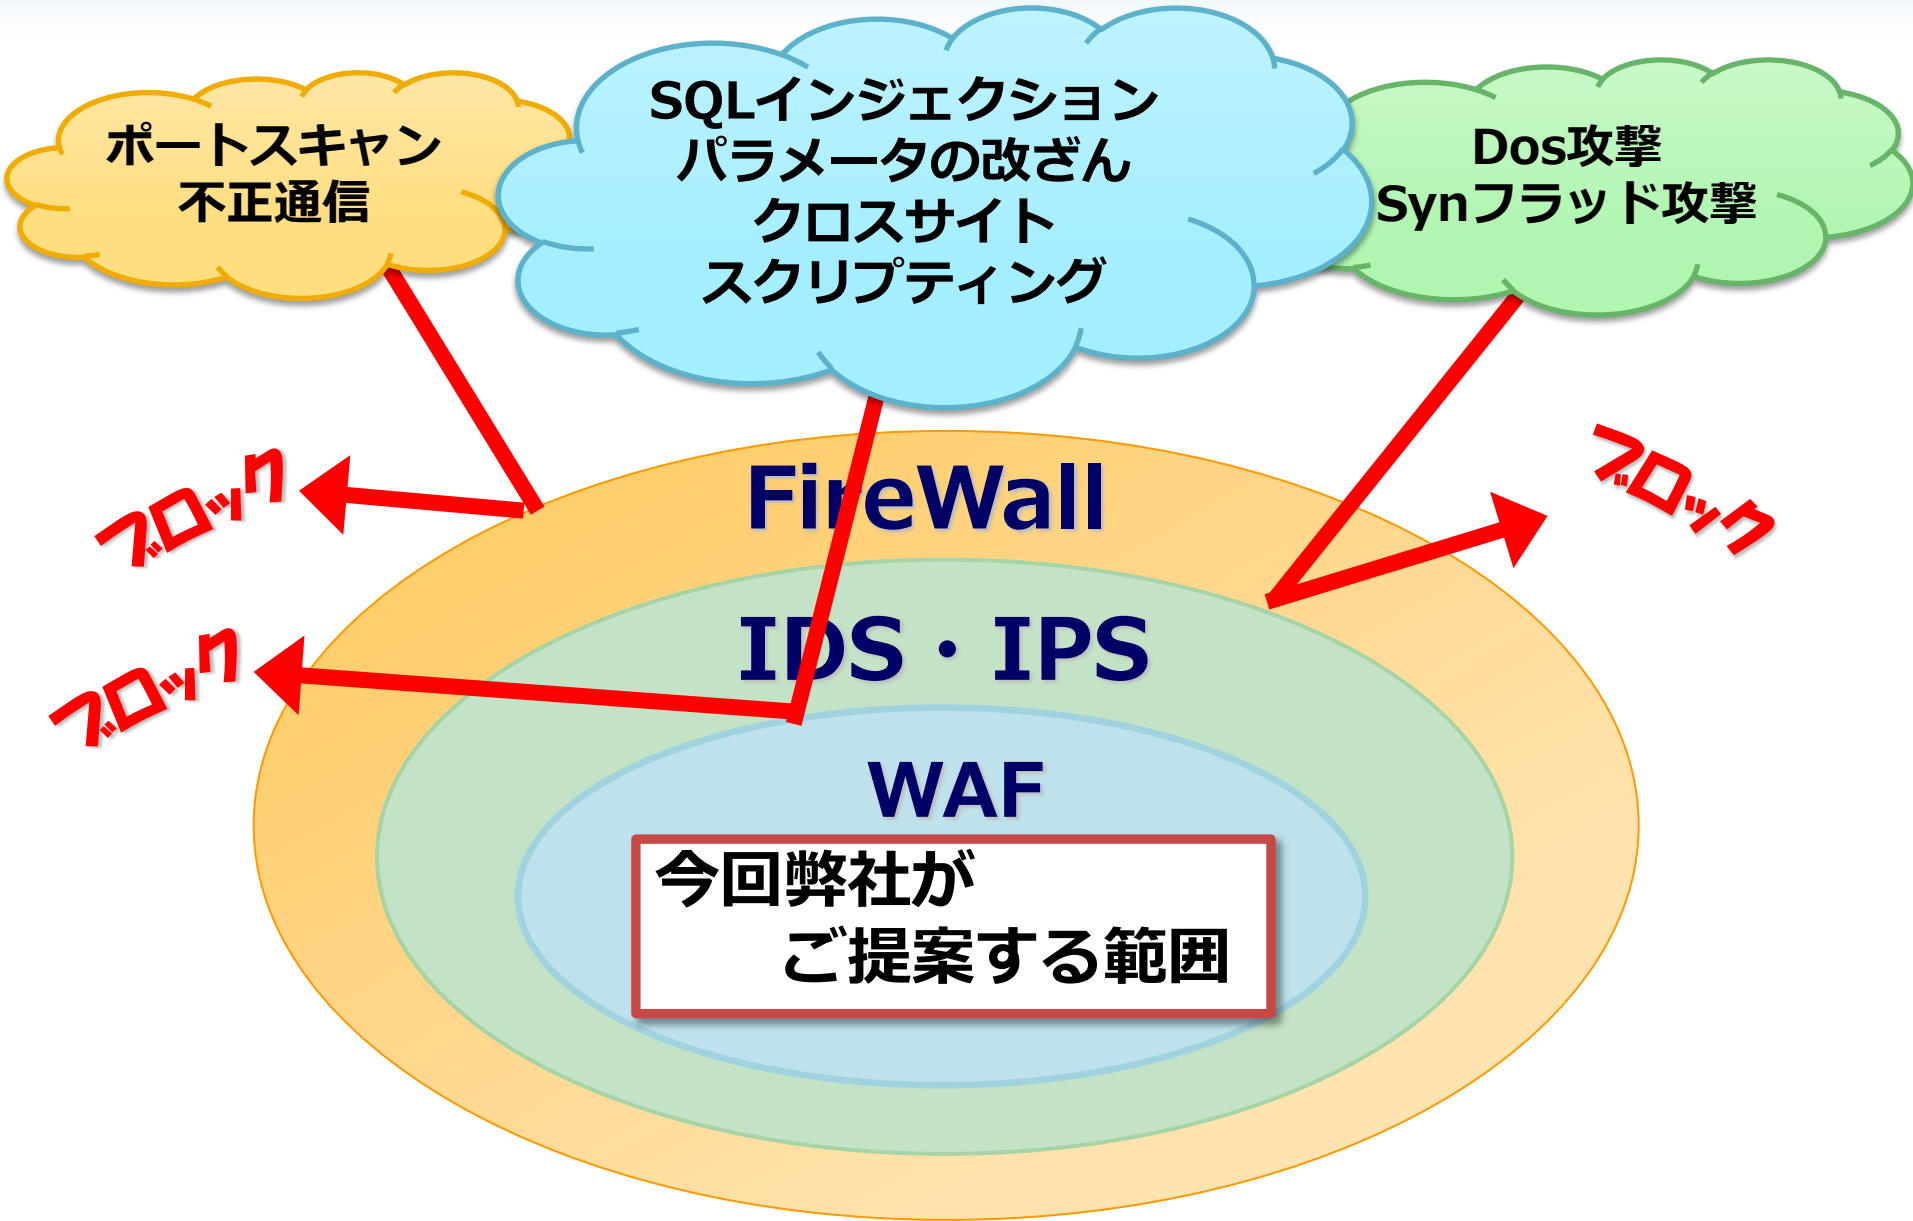 ポートスキャン
不正通信
SQLインジェクション
パラメータの改ざん
クロスサイト
スクリプティング
Dos攻撃
Synフラッド攻撃
ブロック
ブロック
ブロック
FireWall
IDS・IPS
WAF
今回弊社が
ご提案する範囲